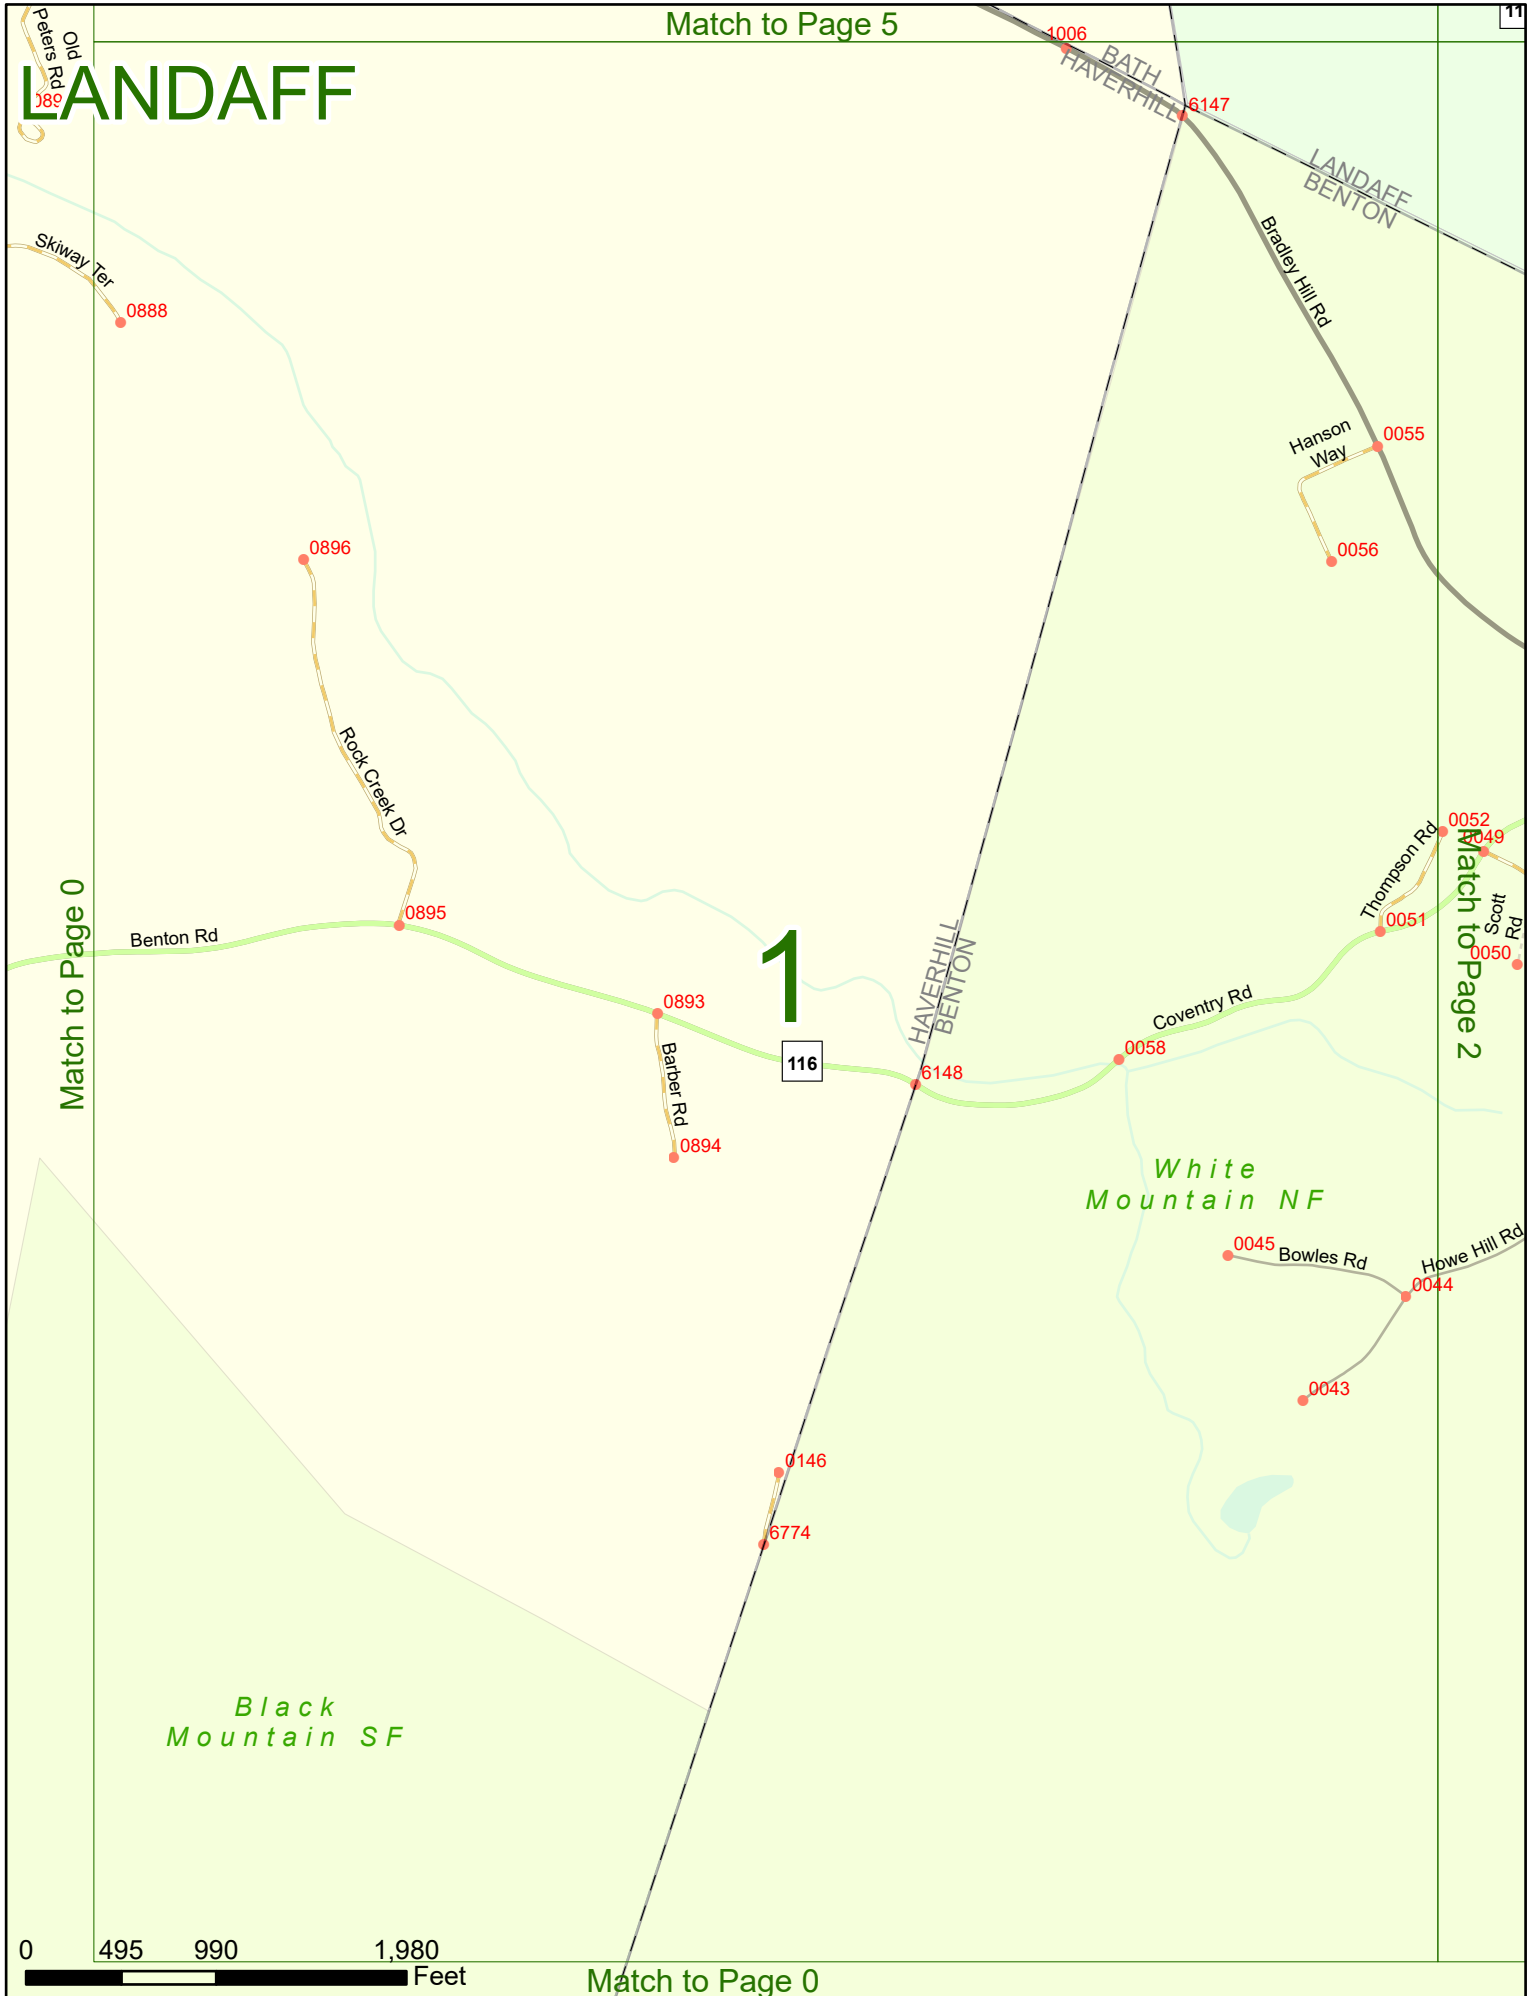 Match to Page 5
11
Old
Peters Rd
LANDAFF
1006
BATH
HAVERHILL
6147
LANDAFF
BENTON
Skiway Ter
0888
Bradley Hill Rd
Hanson
Way
0055
0056
0896
Rock Creek Dr
0052
0049
Thompson Rd
Match to Page 0
0895
Benton Rd
0051
Scott
Rd
0050
Match to Page 2
1
HAVERHILL
BENTON
0893
Coventry Rd
116
0058
Barber Rd
6148
0894
White
Mountain NF
0045
Bowles Rd
Howe Hill Rd
0044
0043
0146
6774
Black
Mountain SF
0 495 990 1,980
Feet
Match to Page 0